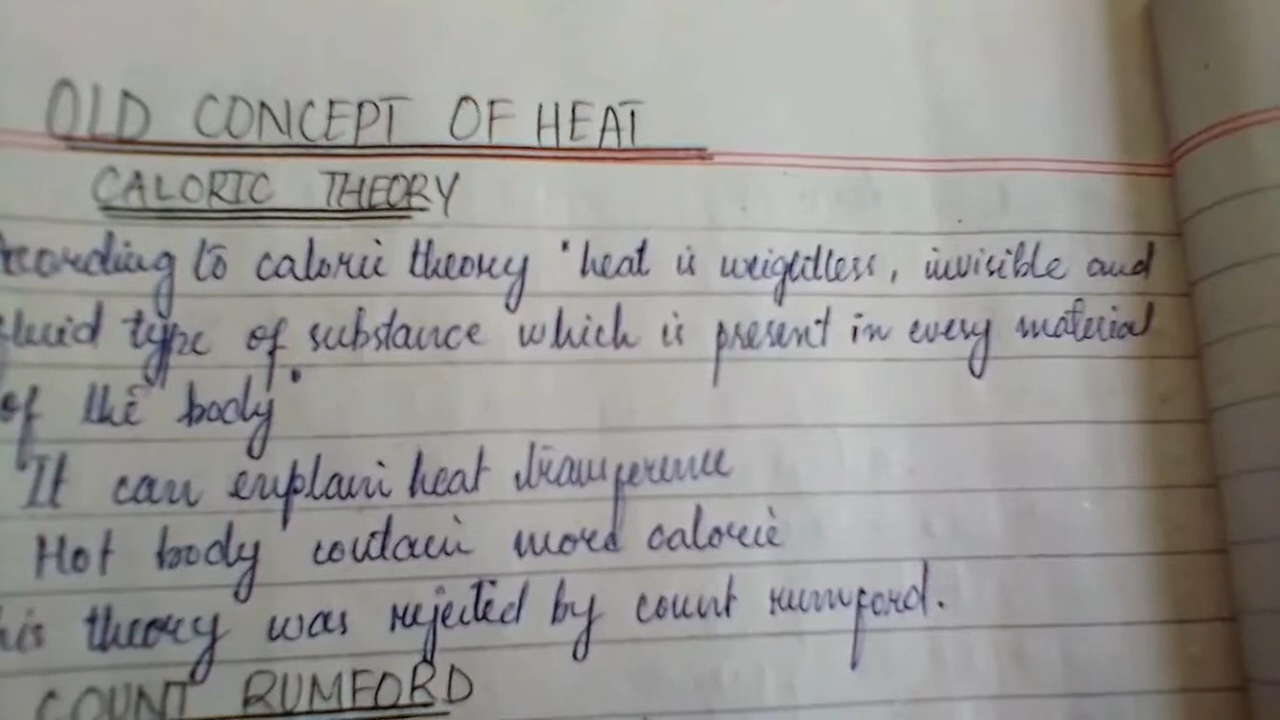 OLD CONCEPT OF HEAT
CALORIC THEORY
According to caloric theory "heat is weightless, invisible and
fluid type of substance which is present in every material
of the body"
It can explain heat transference
Hot body contain more caloric
his theory was rejected by count rumford.
COUNT RUMFORD